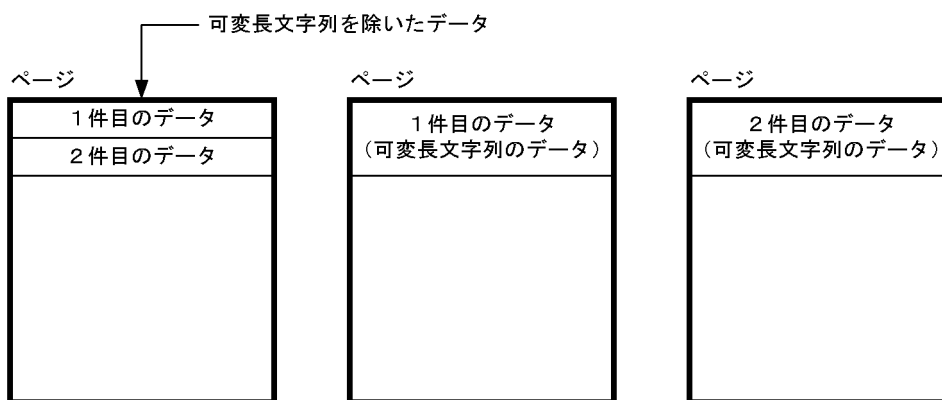 可変長文字列を除いたデータ
ページ
ページ
ページ
１件目のデータ
２件目のデータ
１件目のデータ
（可変長文字列のデータ）
２件目のデータ
（可変長文字列のデータ）